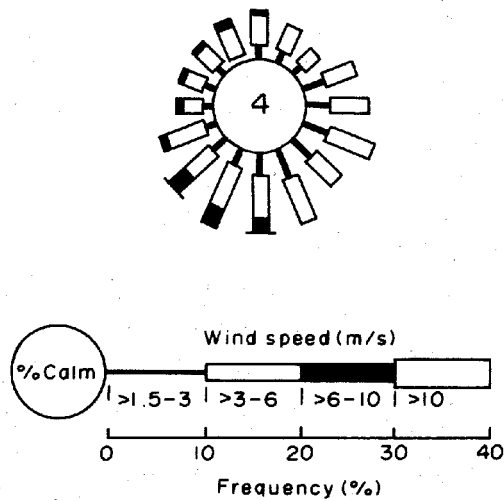 4
Wind speed (m/s)
% Calm
>1.5-3 >3-6 >6-10 >10
0 10 20 30 40
Frequency (%)